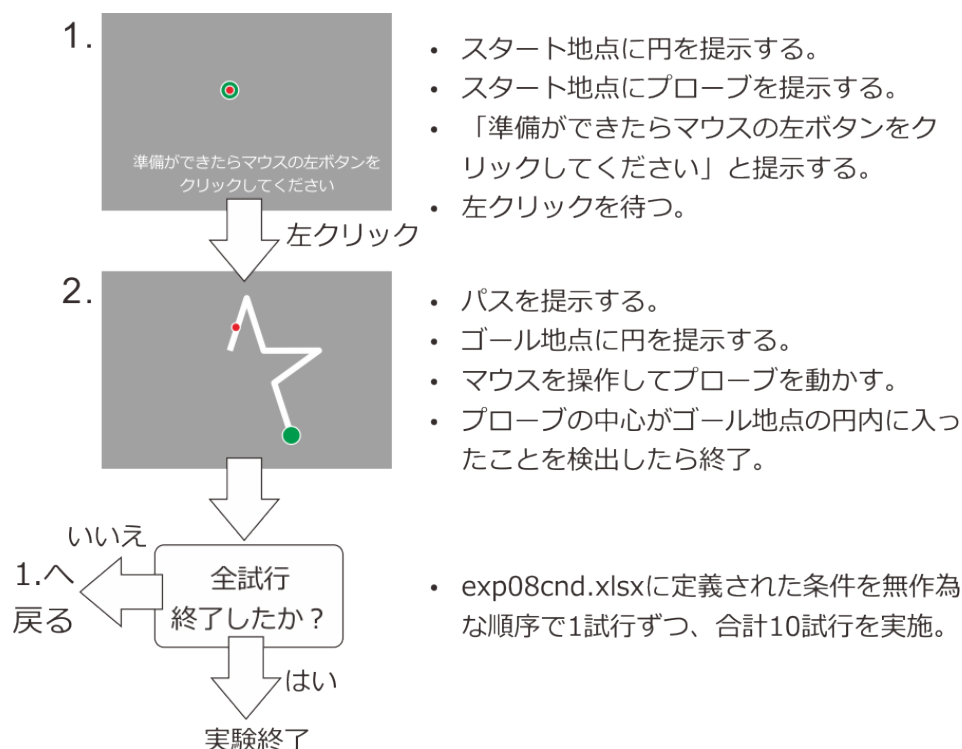 1.
準備ができたらマウスの左ボタンを
クリックしてください
• スタート地点に円を提示する。
• スタート地点にプローブを提示する。
• 「準備ができたらマウスの左ボタンをク
リックしてください」と提示する。
• 左クリックを待つ。
左クリック
2.
• パスを提示する。
• ゴール地点に円を提示する。
• マウスを操作してプローブを動かす。
• プローブの中心がゴール地点の円内に入っ
たことを検出したら終了。
いいえ
1.へ
戻る
全試行
終了したか？
• exp08cnd.xlsxに定義された条件を無作為
な順序で1試行ずつ、合計10試行を実施。
はい
実験終了